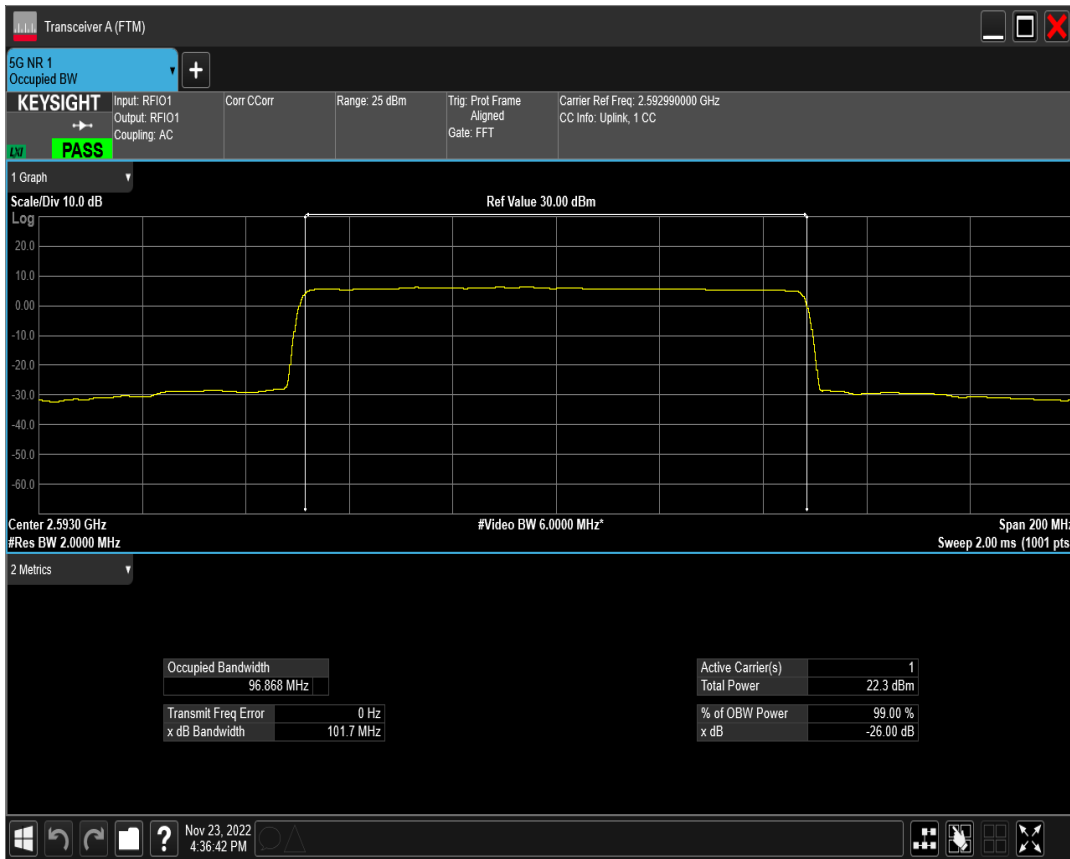 Transceiver A (FTM)
5G NR 1
Occupied BW
+
KEYSIGHT
LXI
PASS
Input: RFIO1
Output: RFIO1
Coupling: AC
Corr CCorr
Range: 25 dBm
Trig: Prot Frame
Aligned
Gate: FFT
Carrier Ref Freq: 2.592990000 GHz
CC Info: Uplink, 1 CC
1 Graph
Scale/Div 10.0 dB
Ref Value 30.00 dBm
Log
20.0
10.0
0.00
-10.0
-20.0
-30.0
-40.0
-50.0
-60.0
Center 2.5930 GHz
#Video BW 6.0000 MHz*
Span 200 MHz
#Res BW 2.0000 MHz
Sweep 2.00 ms (1001 pts
2 Metrics
Occupied Bandwidth
96.868 MHz
Transmit Freq Error 0 Hz
x dB Bandwidth 101.7 MHz
Active Carrier(s) 1
Total Power 22.3 dBm
% of OBW Power 99.00 %
x dB -26.00 dB
?
Nov 23, 2022
4:36:42 PM